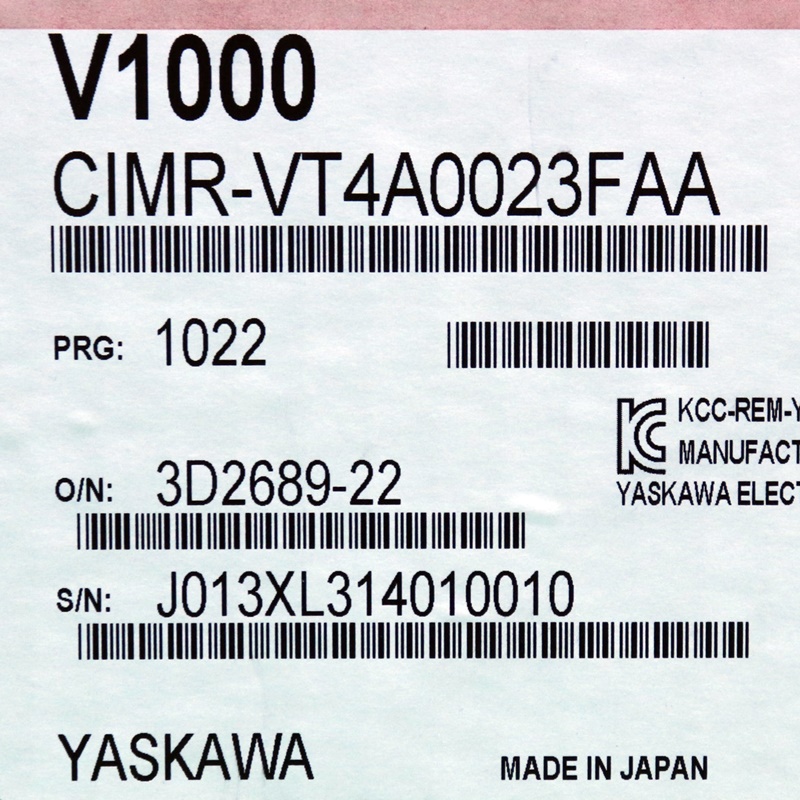 V1000
CIMR-VT4A0023FAA
PRG: 1022
KCC-REM-Y
MANUFACT
YASKAWA ELECT
O/N: 3D2689-22
S/N: J013XL314010010
YASKAWA
MADE IN JAPAN